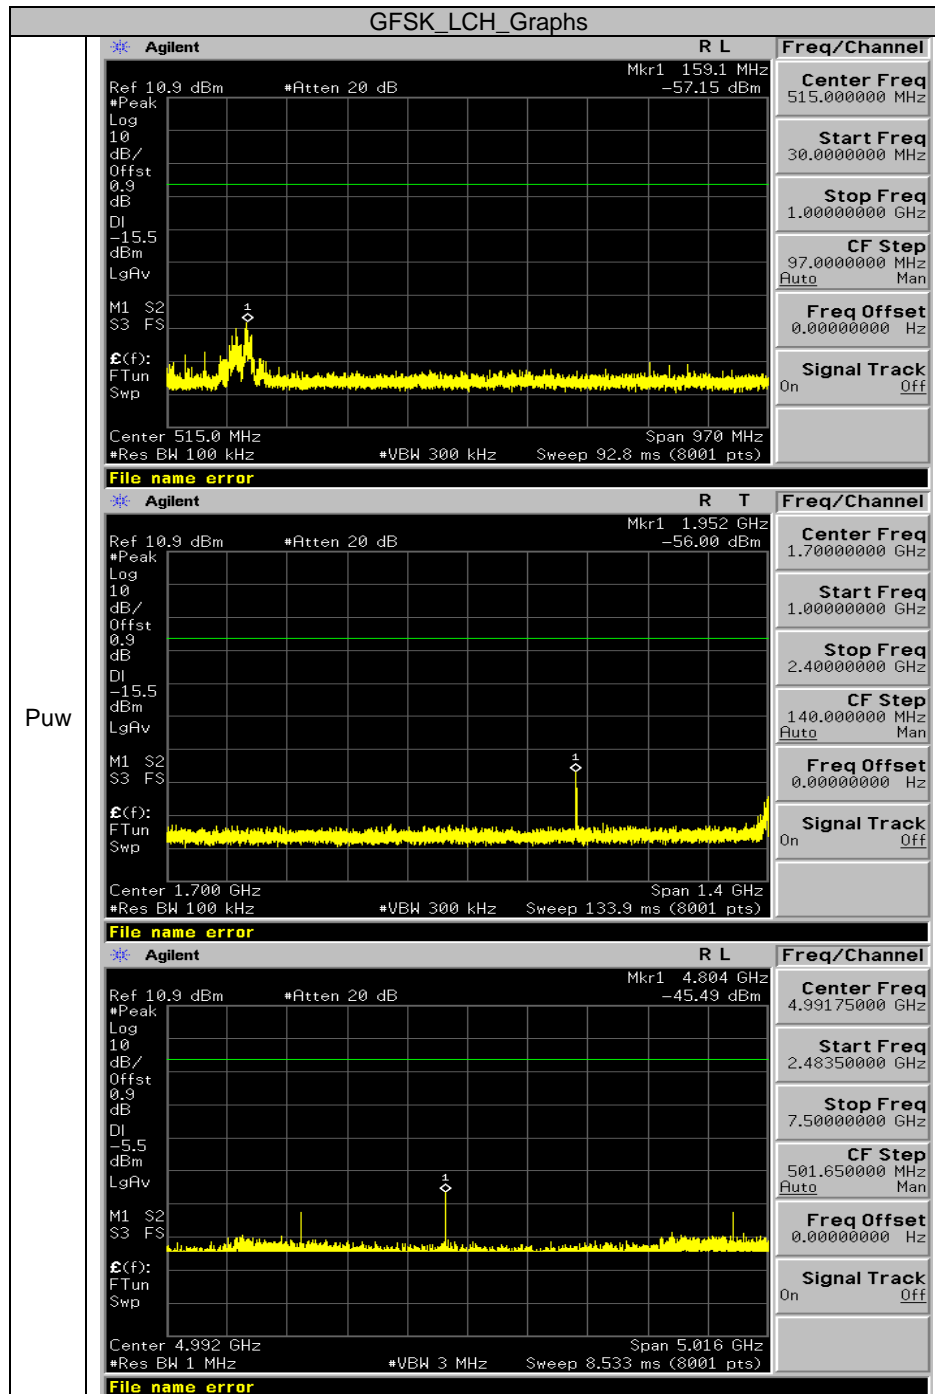 GFSK_LCH_Graphs
Puw
Agilent R L Freq/Channel
Mkr1 159.1 MHz
Ref 10.9 dBm #Atten 20 dB -57.15 dBm
#Peak
Log
10
dB/
Offst
0.9
dB
DI
-15.5
dBm
LgAv
M1 S2
S3 FS
£(f):
FTun
Swp
1
Center 515.0 MHz Span 970 MHz
#Res BW 100 kHz #VBW 300 kHz Sweep 92.8 ms (8001 pts)
Center Freq
515.000000 MHz
Start Freq
30.0000000 MHz
Stop Freq
1.00000000 GHz
CF Step
97.0000000 MHz
Auto Man
Freq Offset
0.00000000 Hz
Signal Track
On Off
File name error
Agilent R T Freq/Channel
Mkr1 1.952 GHz
Ref 10.9 dBm #Atten 20 dB -56.00 dBm
#Peak
Log
10
dB/
Offst
0.9
dB
DI
-15.5
dBm
LgAv
M1 S2
S3 FS
£(f):
FTun
Swp
1
Center 1.700 GHz Span 1.4 GHz
#Res BW 100 kHz #VBW 300 kHz Sweep 133.9 ms (8001 pts)
Center Freq
1.70000000 GHz
Start Freq
1.00000000 GHz
Stop Freq
2.40000000 GHz
CF Step
140.000000 MHz
Auto Man
Freq Offset
0.00000000 Hz
Signal Track
On Off
File name error
Agilent R L Freq/Channel
Mkr1 4.804 GHz
Ref 10.9 dBm #Atten 20 dB -45.49 dBm
#Peak
Log
10
dB/
Offst
0.9
dB
DI
-5.5
dBm
LgAv
M1 S2
S3 FS
£(f):
FTun
Swp
1
Center 4.992 GHz Span 5.016 GHz
#Res BW 1 MHz #VBW 3 MHz Sweep 8.533 ms (8001 pts)
Center Freq
4.99175000 GHz
Start Freq
2.48350000 GHz
Stop Freq
7.50000000 GHz
CF Step
501.650000 MHz
Auto Man
Freq Offset
0.00000000 Hz
Signal Track
On Off
File name error